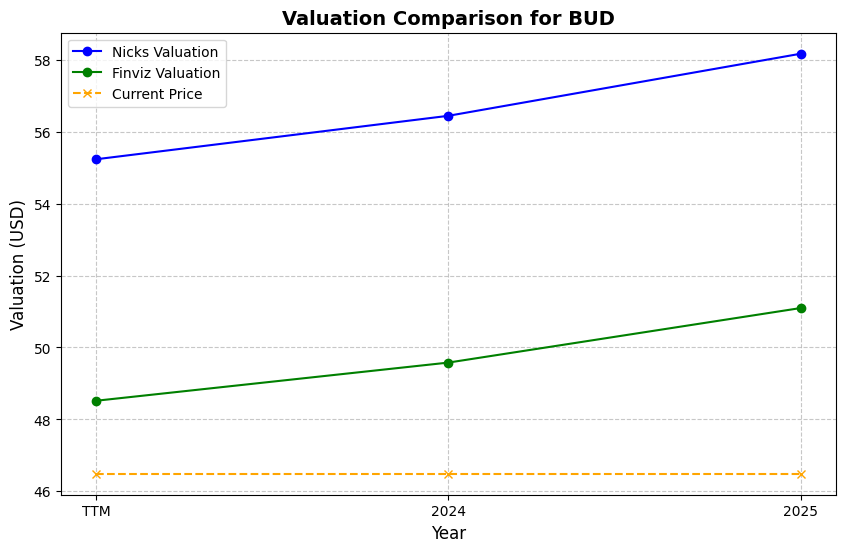 Valuation Comparison for BUD
Nicks Valuation
Finviz Valuation
Current Price
Valuation (USD)
58
56
54
52
50
48
46
TTM
2024
2025
Year